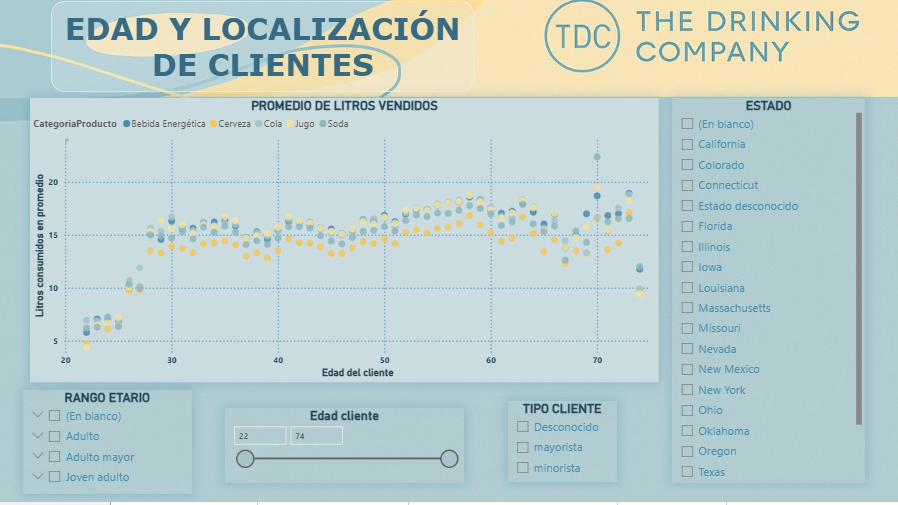 EDAD Y LOCALIZACIÓN
DE CLIENTES
TDC
THE DRINKING
COMPANY
PROMEDIO DE LITROS VENDIDOS
CategoriaProducto Bebida Energética Cerveza Cola Jugo Soda
Litros consumidos en promedio
20
15
10
5
20 30 40 50 60 70
Edad del cliente
ESTADO
(En blanco)
California
Colorado
Connecticut
Estado desconocido
Florida
Illinois
Iowa
Louisiana
Massachusetts
Missouri
Nevada
New Mexico
New York
Ohio
Oklahoma
Oregon
Texas
RANGO ETARIO
(En blanco)
Adulto
Adulto mayor
Joven adulto
Edad cliente
22 74
TIPO CLIENTE
Desconocido
mayorista
minorista